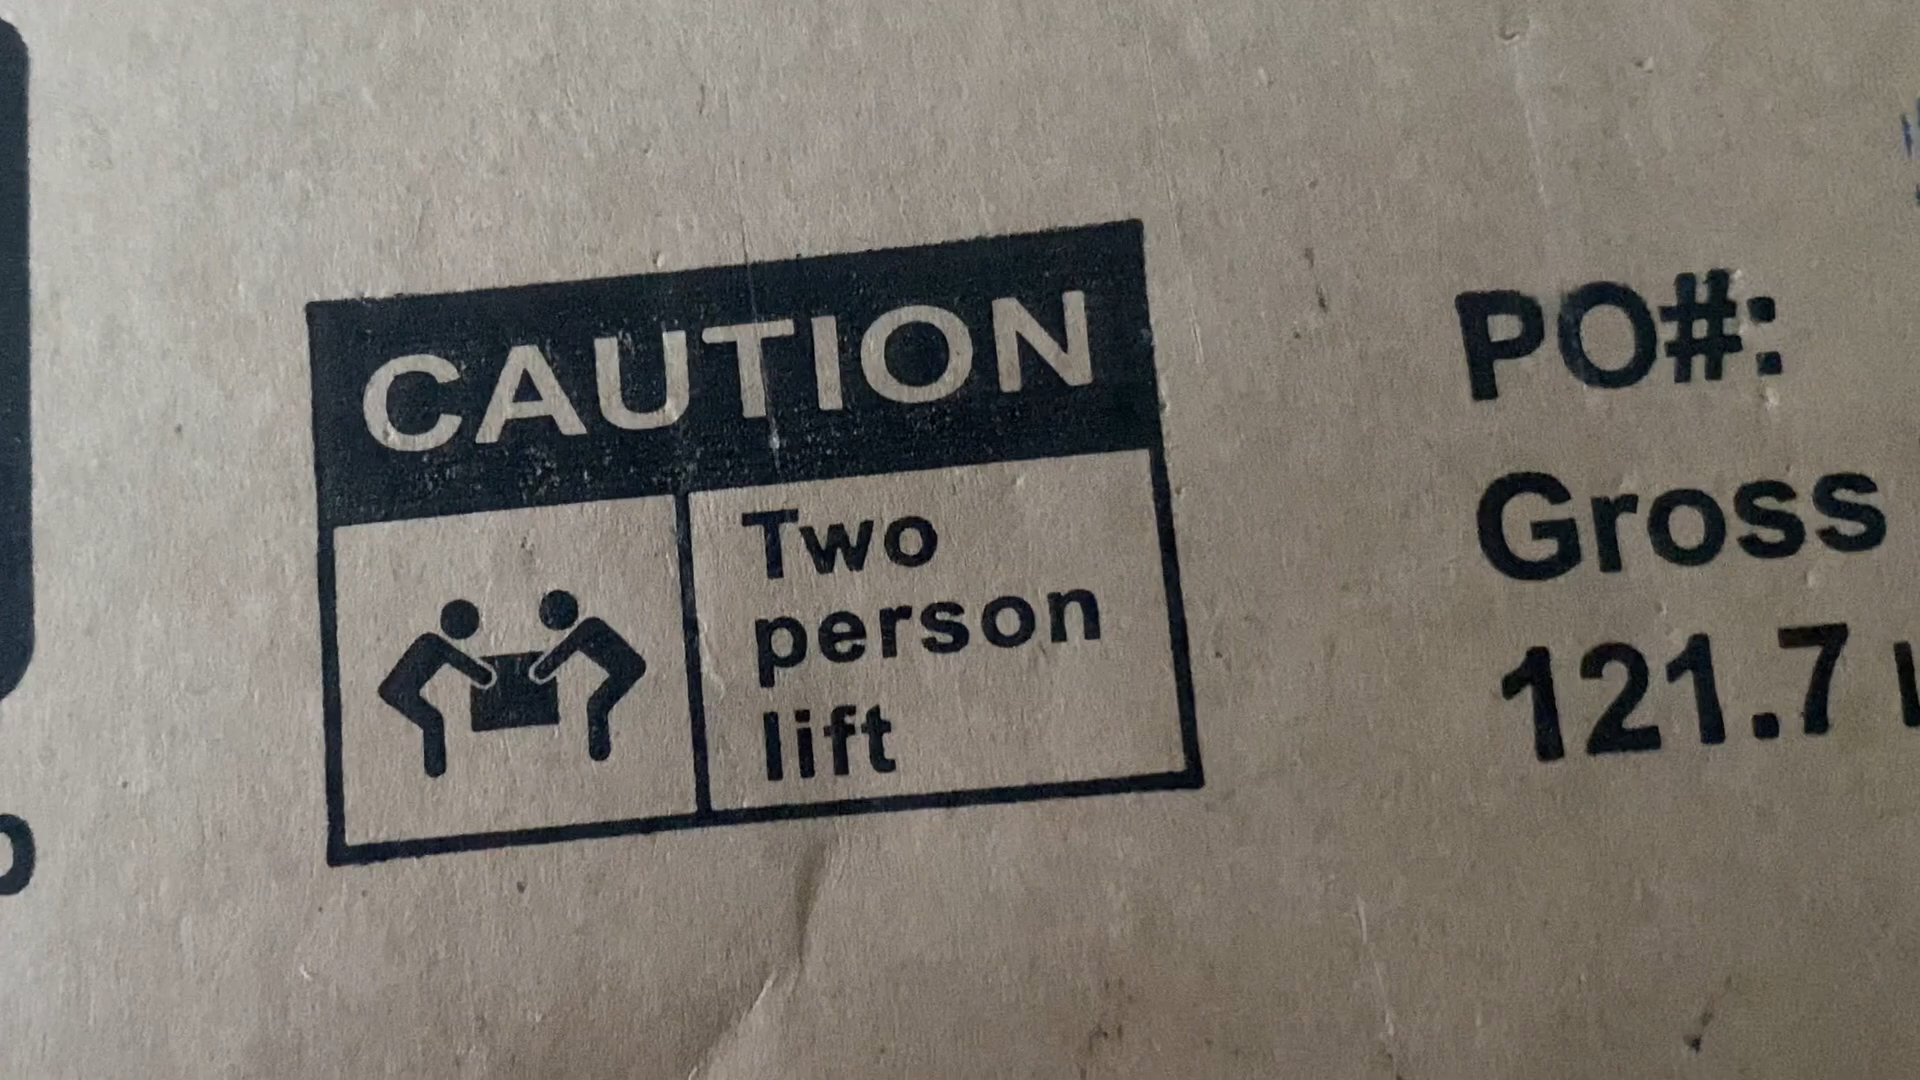 CAUTION
Two
person
lift
PO#:
Gross
121.7